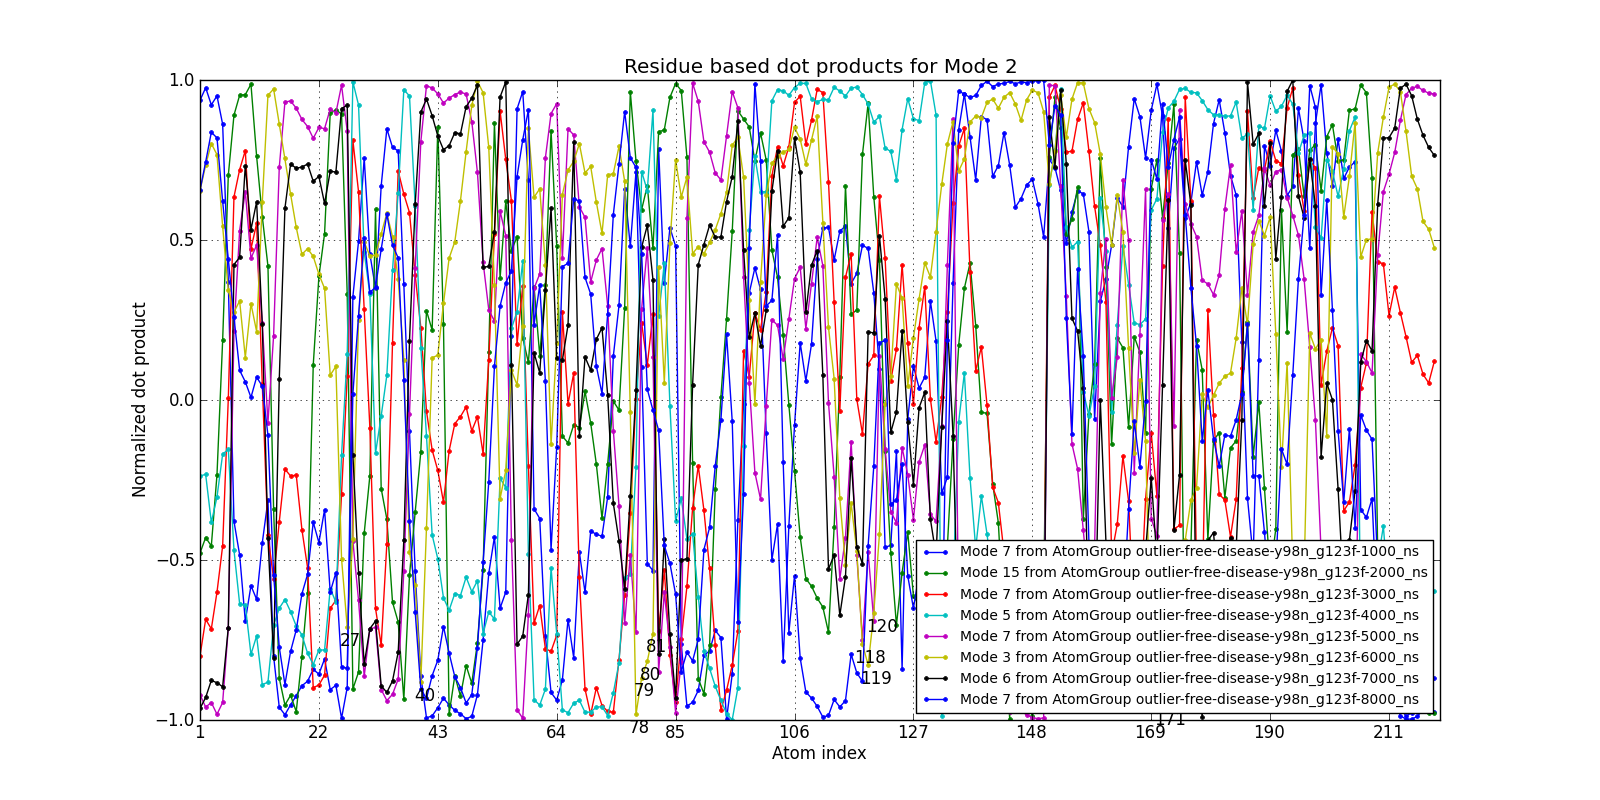 Residue based dot products for Mode 2
1.0
0.5
0.0
−0.5
−1.0
Normalized dot product
27
40
78
79
80
81
118
119
120
171
Mode 7 from AtomGroup outlier-free-disease-y98n_g123f-1000_ns
Mode 15 from AtomGroup outlier-free-disease-y98n_g123f-2000_ns
Mode 7 from AtomGroup outlier-free-disease-y98n_g123f-3000_ns
Mode 5 from AtomGroup outlier-free-disease-y98n_g123f-4000_ns
Mode 7 from AtomGroup outlier-free-disease-y98n_g123f-5000_ns
Mode 3 from AtomGroup outlier-free-disease-y98n_g123f-6000_ns
Mode 6 from AtomGroup outlier-free-disease-y98n_g123f-7000_ns
Mode 7 from AtomGroup outlier-free-disease-y98n_g123f-8000_ns
1 22 43 64 85 106 127 148 169 190 211
Atom index